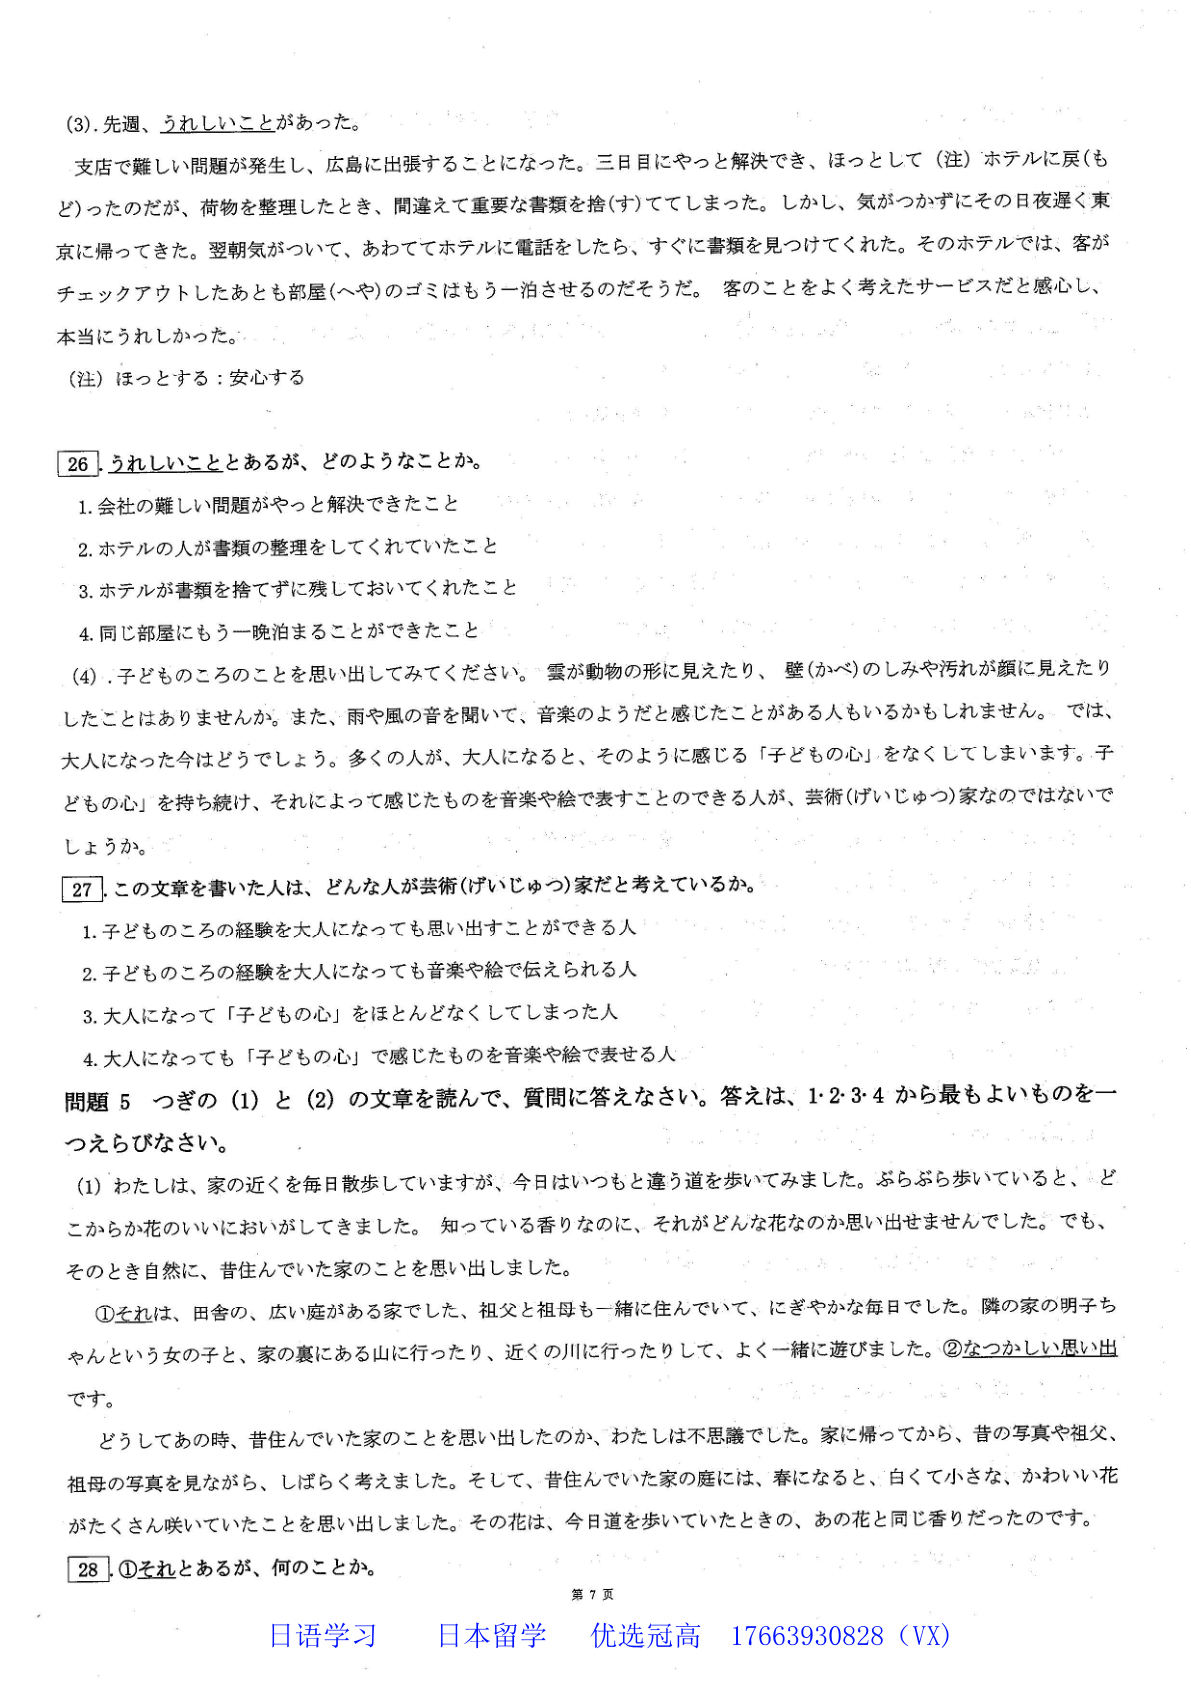 (3).先週、うれしいことがあった。
支店で難しい問題が発生し、広島に出張することになった。三日目にやっと解決でき、ほっとして（注）ホテルに戻(も
ど)ったのだが、荷物を整理したとき、間違えて重要な書類を捨(す)ててしまった。しかし、気がつかずにその日夜遅く東
京に帰ってきた。翌朝気がついて、あわててホテルに電話をしたら、すぐに書類を見つけてくれた。そのホテルでは、客が
チェックアウトしたあとも部屋(へや)のゴミはもう一泊させるのだそうだ。 客のことをよく考えたサービスだと感心し、
本当にうれしかった。
（注）ほっとする：安心する
26.うれしいこととあるが、どのようなことか。
1.会社の難しい問題がやっと解決できたこと
2.ホテルの人が書類の整理をしてくれていたこと
3.ホテルが書類を捨てずに残しておいてくれたこと
4.同じ部屋にもう一晩泊まることができたこと
（4）.子どものころのことを思い出してみてください。 雲が動物の形に見えたり、 壁(かべ)のしみや汚れが顔に見えたり
したことはありませんか。また、雨や風の音を聞いて、音楽のようだと感じたことがある人もいるかもしれません。 では、
大人になった今はどうでしょう。多くの人が、大人になると、そのように感じる「子どもの心」をなくしてしまいます。子
どもの心」を持ち続け、それによって感じたものを音楽や絵で表すことのできる人が、芸術(げいじゅつ)家なのではないで
しょうか。
27.この文章を書いた人は、どんな人が芸術(げいじゅつ)家だと考えているか。
1.子どものころの経験を大人になっても思い出すことができる人
2.子どものころの経験を大人になっても音楽や絵で伝えられる人
3.大人になって「子どもの心」をほとんどなくしてしまった人
4.大人になっても「子どもの心」で感じたものを音楽や絵で表せる人
問題 5 つぎの（1）と（2）の文章を読んで、質問に答えなさい。答えは、1・2・3・4 から最もよいものを一
つえらびなさい。
（1）わたしは、家の近くを毎日散歩していますが、今日はいつもと違う道を歩いてみました。ぶらぶら歩いていると、 ど
こからか花のいいにおいがしてきました。 知っている香りなのに、それがどんな花なのか思い出せませんでした。でも、
そのとき自然に、昔住んでいた家のことを思い出しました。
①それは、田舎の、広い庭がある家でした、祖父と祖母も一緒に住んでいて、にぎやかな毎日でした。隣の家の明子ち
ゃんという女の子と、家の裏にある山に行ったり、近くの川に行ったりして、よく一緒に遊びました。②なつかしい思い出
です。
どうしてあの時、昔住んでいた家のことを思い出したのか、わたしは不思議でした。家に帰ってから、昔の写真や祖父、
祖母の写真を見ながら、しばらく考えました。そして、昔住んでいた家の庭には、春になると、白くて小さな、かわいい花
がたくさん咲いていたことを思い出しました。その花は、今日道を歩いていたときの、あの花と同じ香りだったのです。
28.①それとあるが、何のことか。
第 7 页
日语学习 日本留学 优选冠高 17663930828（VX）